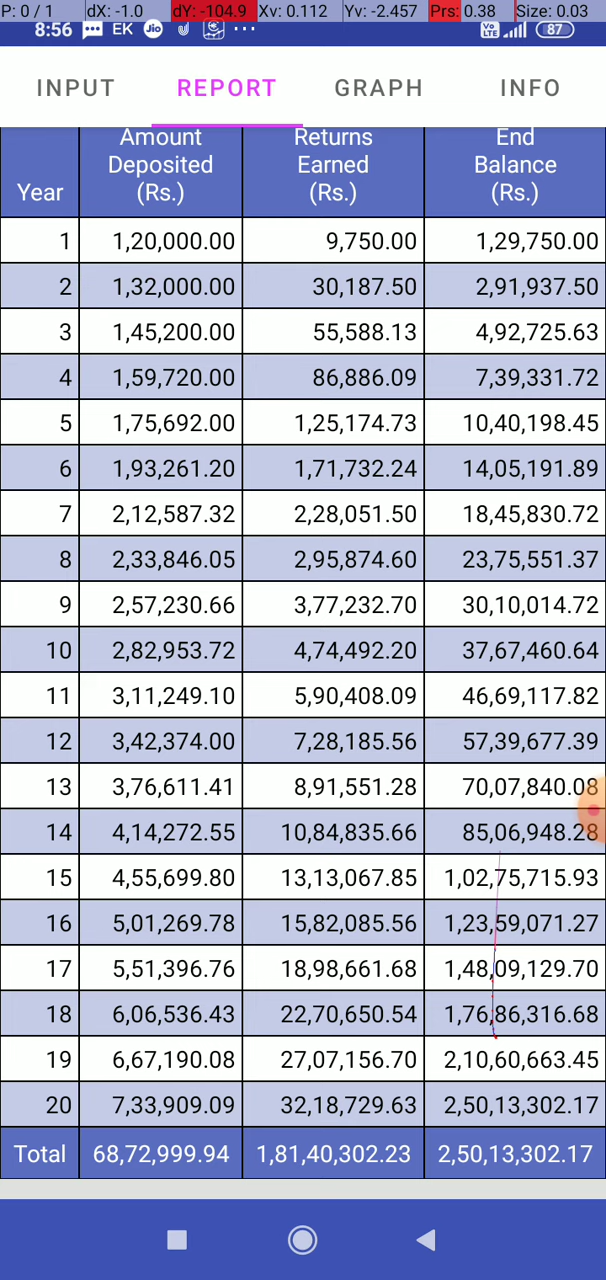 P: 0 / 1 dX: -1.0 dY: -104.9 Xv: 0.112 Yv: -2.457 Prs: 0.38 Size: 0.03
8:56 EK Jio ... Vo LTE 87
INPUT REPORT GRAPH INFO
Year Amount Deposited (Rs.) Returns Earned (Rs.) End Balance (Rs.)
1 1,20,000.00 9,750.00 1,29,750.00
2 1,32,000.00 30,187.50 2,91,937.50
3 1,45,200.00 55,588.13 4,92,725.63
4 1,59,720.00 86,886.09 7,39,331.72
5 1,75,692.00 1,25,174.73 10,40,198.45
6 1,93,261.20 1,71,732.24 14,05,191.89
7 2,12,587.32 2,28,051.50 18,45,830.72
8 2,33,846.05 2,95,874.60 23,75,551.37
9 2,57,230.66 3,77,232.70 30,10,014.72
10 2,82,953.72 4,74,492.20 37,67,460.64
11 3,11,249.10 5,90,408.09 46,69,117.82
12 3,42,374.00 7,28,185.56 57,39,677.39
13 3,76,611.41 8,91,551.28 70,07,840.08
14 4,14,272.55 10,84,835.66 85,06,948.28
15 4,55,699.80 13,13,067.85 1,02,75,715.93
16 5,01,269.78 15,82,085.56 1,23,59,071.27
17 5,51,396.76 18,98,661.68 1,48,09,129.70
18 6,06,536.43 22,70,650.54 1,76,86,316.68
19 6,67,190.08 27,07,156.70 2,10,60,663.45
20 7,33,909.09 32,18,729.63 2,50,13,302.17
Total 68,72,999.94 1,81,40,302.23 2,50,13,302.17